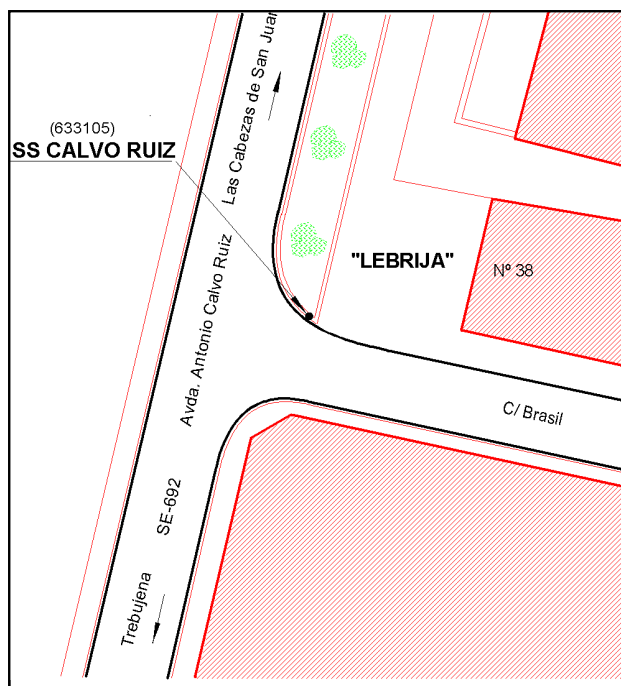 Las Cabezas de San Juan
(633105)
SS CALVO RUIZ
Avda. Antonio Calvo Ruiz
"LEBRIJA"
Nº 38
C/ Brasil
SE-692
Trebujena